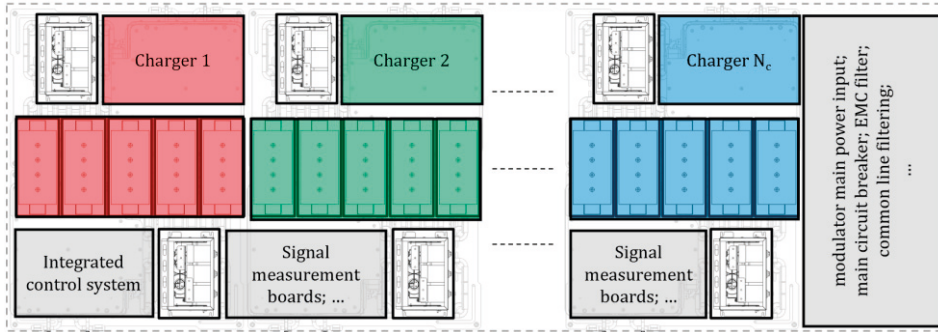 Charger 1
Charger 2
Charger N_c
Integrated
control system
Signal
measurement
boards; ...
Signal
measurement
boards; ...
modulator main power input;
main circuit breaker; EMC filter;
common line filtering;
...